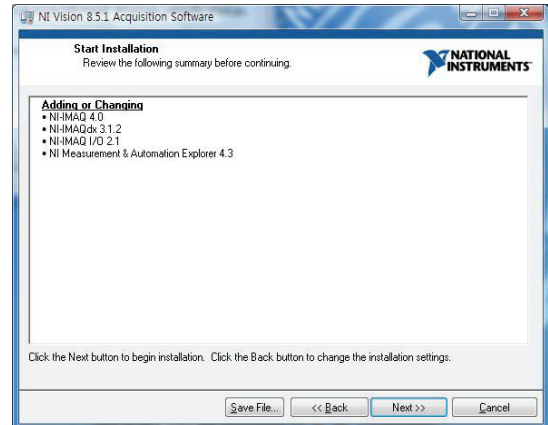 NI Vision 8.5.1 Acquisition Software
Start Installation
Review the following summary before continuing.
NATIONAL
INSTRUMENTS
Adding or Changing
• NI-IMAQ 4.0
• NI-IMAQdx 3.1.2
• NI-IMAQ I/O 2.1
• NI Measurement & Automation Explorer 4.3
Click the Next button to begin installation. Click the Back button to change the installation settings.
Save File... << Back Next >> Cancel